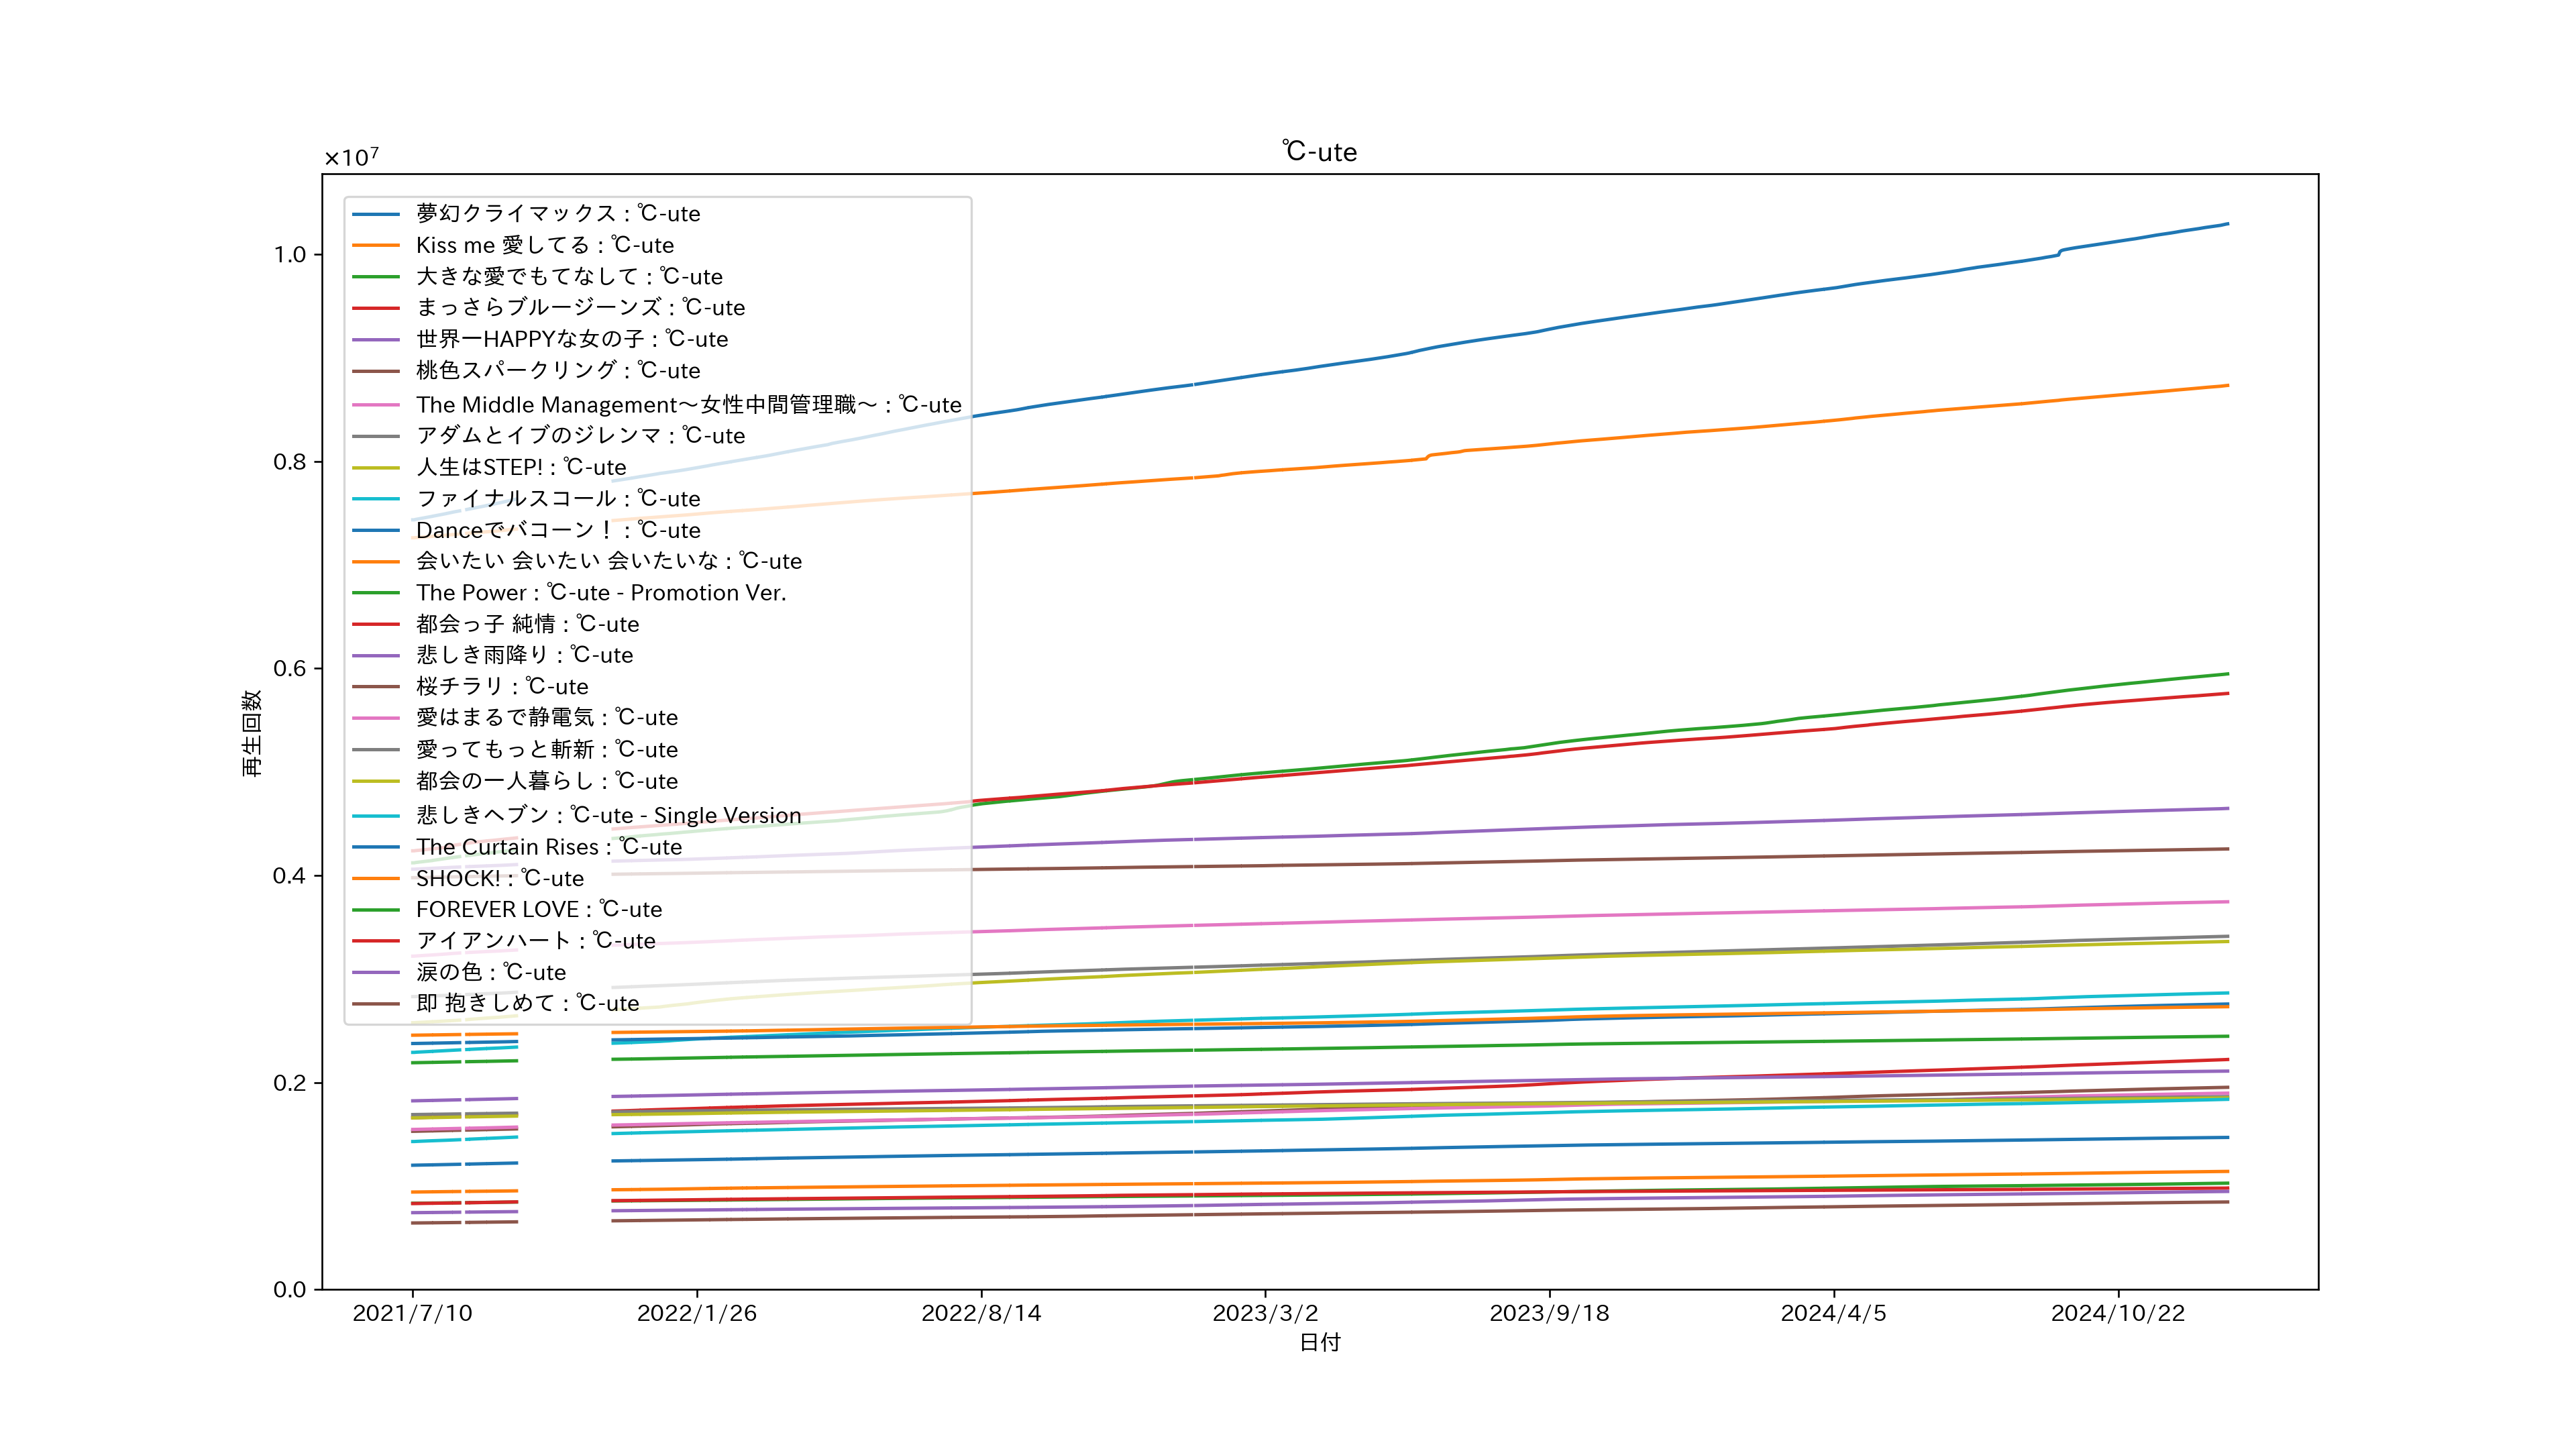 ℃-ute
×10⁷
夢幻クライマックス : ℃-ute
Kiss me 愛してる : ℃-ute
大きな愛でもてなして : ℃-ute
まっさらブルージーンズ : ℃-ute
世界一HAPPYな女の子 : ℃-ute
桃色スパークリング : ℃-ute
The Middle Management～女性中間管理職～ : ℃-ute
アダムとイブのジレンマ : ℃-ute
人生はSTEP! : ℃-ute
ファイナルスコール : ℃-ute
Danceでバコーン！ : ℃-ute
会いたい 会いたい 会いたいな : ℃-ute
The Power : ℃-ute - Promotion Ver.
都会っ子 純情 : ℃-ute
悲しき雨降り : ℃-ute
桜チラリ : ℃-ute
愛はまるで静電気 : ℃-ute
愛ってもっと斬新 : ℃-ute
都会の一人暮らし : ℃-ute
悲しきヘブン : ℃-ute - Single Version
The Curtain Rises : ℃-ute
SHOCK! : ℃-ute
FOREVER LOVE : ℃-ute
アイアンハート : ℃-ute
涙の色 : ℃-ute
即 抱きしめて : ℃-ute
1.0
0.8
0.6
0.4
0.2
0.0
再生回数
2021/7/10
2022/1/26
2022/8/14
2023/3/2
2023/9/18
2024/4/5
2024/10/22
日付